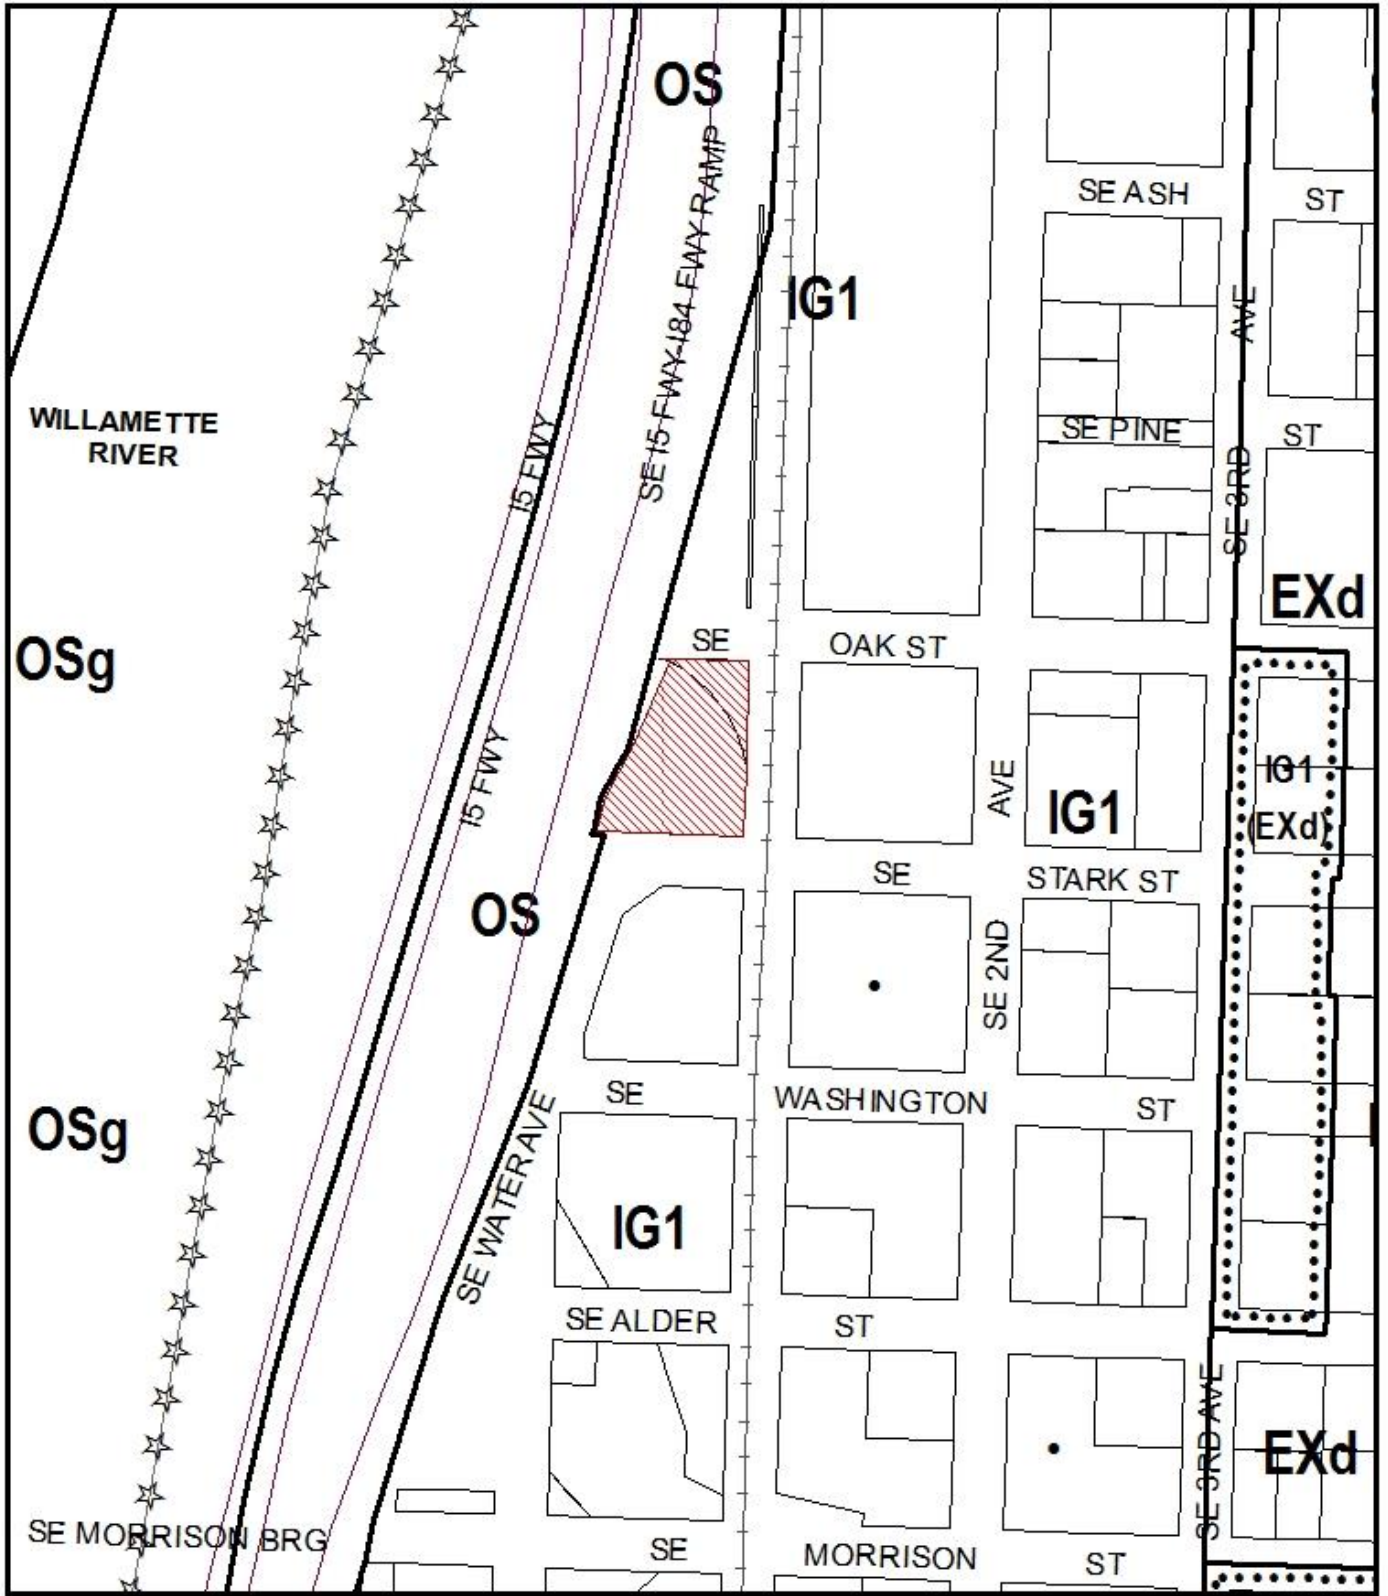 OS
SE ASH
ST
SE I5 FWY-I84 FWY RAMP
IG1
AVE
WILLAMETTE
RIVER
I5 FWY
SE PINE
ST
SE 3RD
EXd
OSg
SE
OAK ST
I5 FWY
AVE
IG1
IG1
(EXd)
OS
SE
STARK ST
SE 2ND
OSg
SE
WASHINGTON
ST
SE WATER AVE
IG1
SE ALDER
ST
SE 3RD AVE
EXd
SE MORRISON BRG
SE
MORRISON
ST